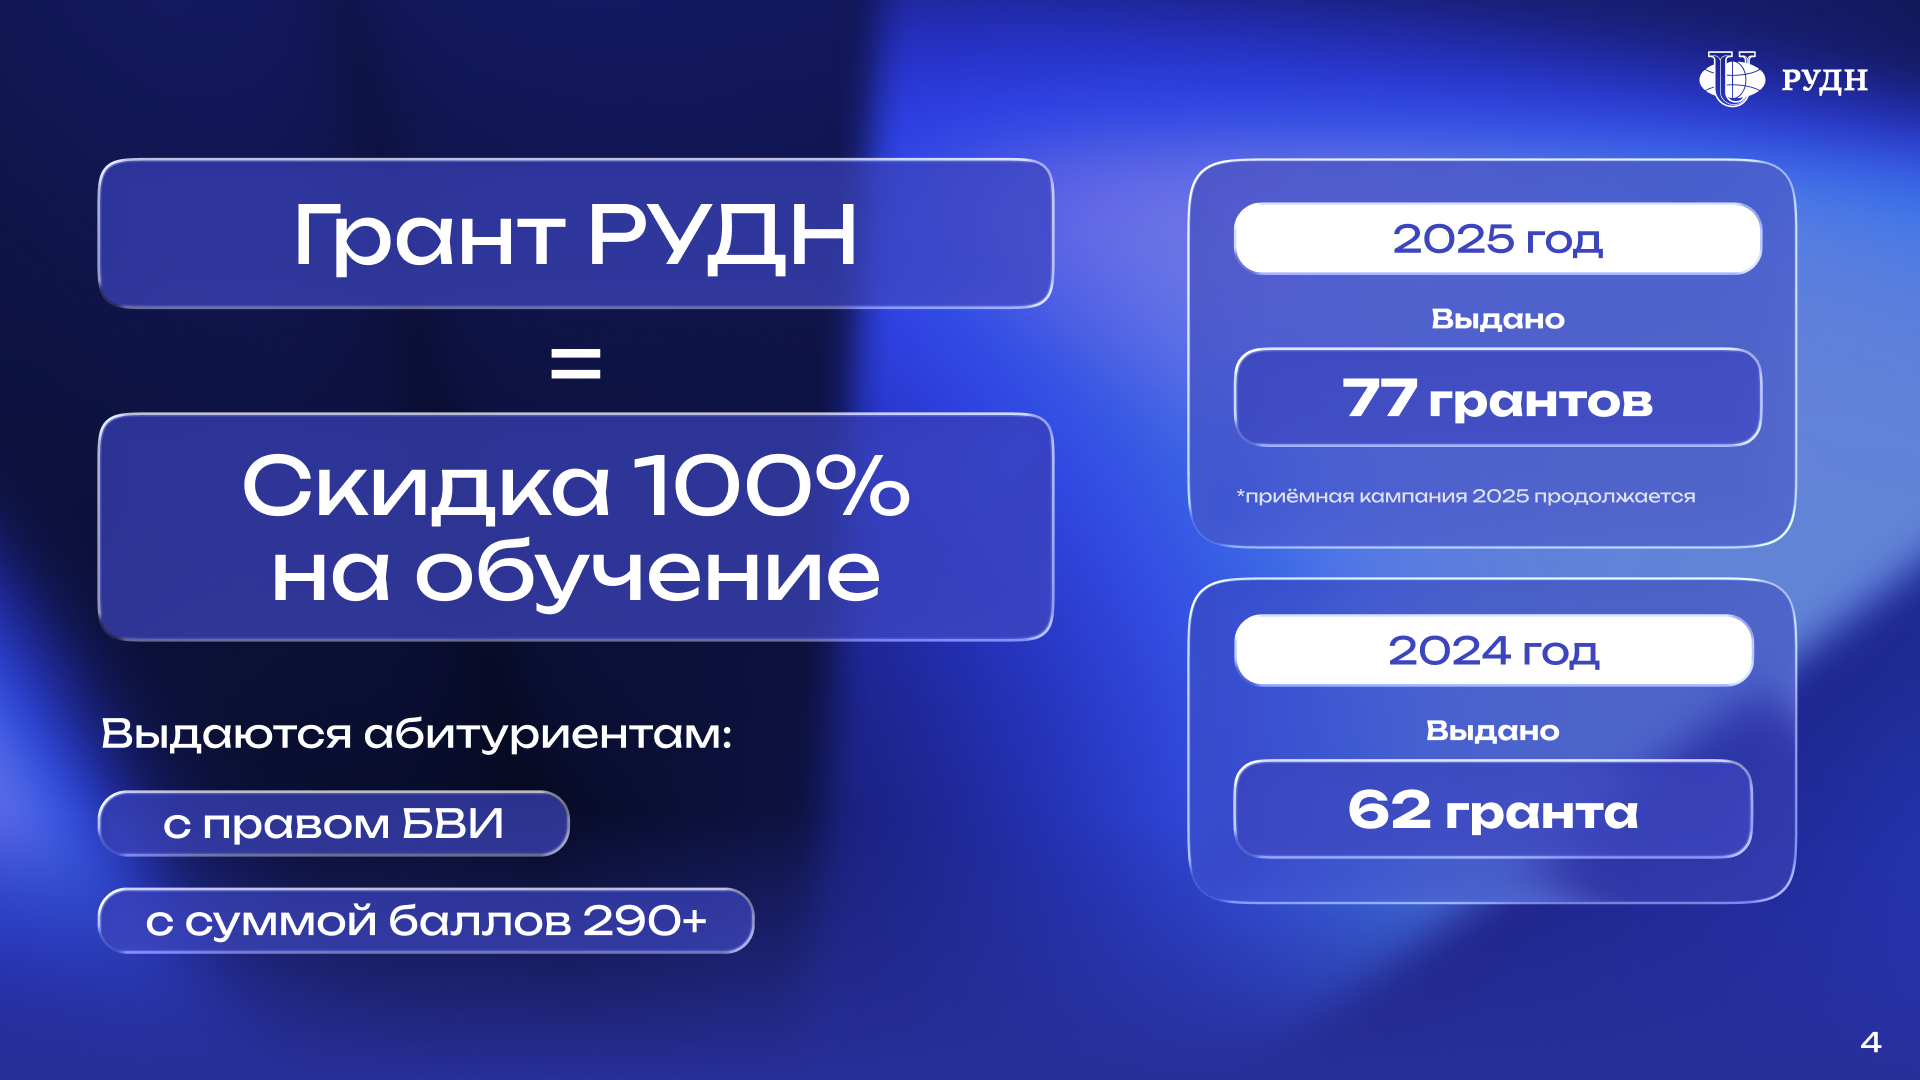 РУДН
Грант РУДН
=
Скидка 100%
на обучение
Выдаются абитуриентам:
с правом БВИ
с суммой баллов 290+
2025 год
Выдано
77 грантов
*приёмная кампания 2025 продолжается
2024 год
Выдано
62 гранта
4